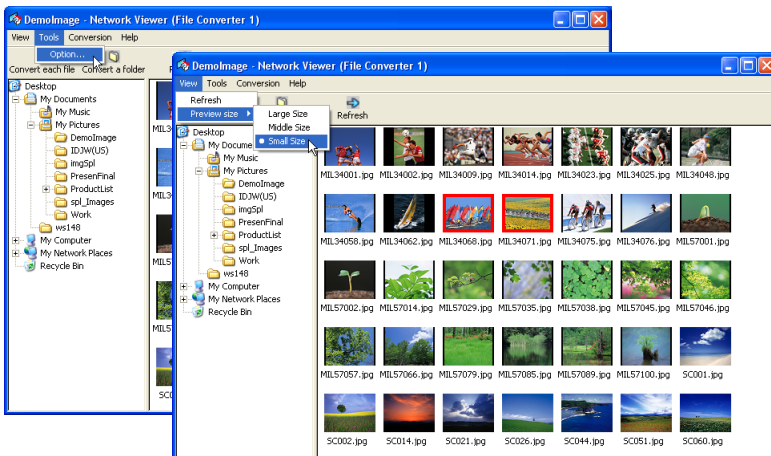 DemoImage - Network Viewer (File Converter 1)
View Tools Conversion Help
Option...
Convert each file Convert a folder
Desktop
My Documents
My Music
My Pictures
DemoImage
IDJW(US)
imgSpl
PresenFinal
ProductList
spl_Images
Work
ws148
My Computer
My Network Places
Recycle Bin
DemoImage - Network Viewer (File Converter 1)
View Tools Conversion Help
Refresh
Preview size
Large Size
Middle Size
Small Size
Refresh
Desktop
My Docume
My Music
My Pictures
DemoImage
IDJW(US)
imgSpl
PresenFinal
ProductList
spl_Images
Work
ws148
My Computer
My Network Places
Recycle Bin
MIL34001.jpg MIL34002.jpg MIL34009.jpg MIL34014.jpg MIL34023.jpg MIL34025.jpg MIL34048.jpg
MIL34058.jpg MIL34062.jpg MIL34068.jpg MIL34071.jpg MIL34075.jpg MIL34076.jpg MIL57001.jpg
MIL57002.jpg MIL57014.jpg MIL57029.jpg MIL57035.jpg MIL57038.jpg MIL57045.jpg MIL57046.jpg
MIL57057.jpg MIL57066.jpg MIL57079.jpg MIL57085.jpg MIL57089.jpg MIL57100.jpg SC001.jpg
SC002.jpg SC014.jpg SC021.jpg SC026.jpg SC044.jpg SC051.jpg SC060.jpg